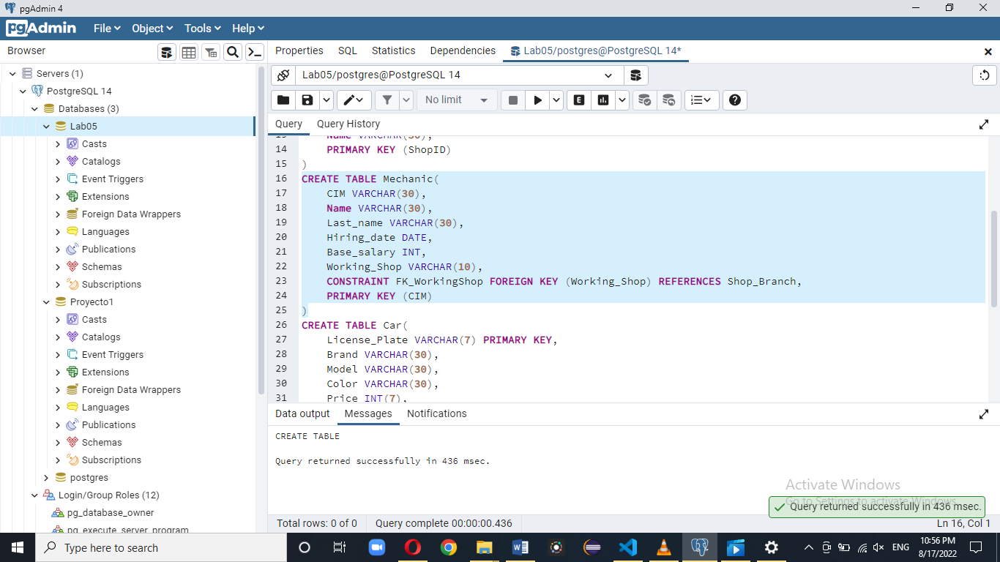 pgAdmin 4
pgAdmin File Object Tools Help
Browser
Properties SQL Statistics Dependencies Lab05/postgres@PostgreSQL 14*
Servers (1)
PostgreSQL 14
Databases (3)
Lab05
Casts
Catalogs
Event Triggers
Extensions
Foreign Data Wrappers
Languages
Publications
Schemas
Subscriptions
Proyecto1
Casts
Catalogs
Event Triggers
Extensions
Foreign Data Wrappers
Languages
Publications
Schemas
Subscriptions
postgres
Login/Group Roles (12)
pg_database_owner
pg_execute_server_program
Lab05/postgres@PostgreSQL 14
No limit E
Query Query History
13 Name VARCHAR(30),
14 PRIMARY KEY (ShopID)
15 )
16 CREATE TABLE Mechanic(
17 CIM VARCHAR(30),
18 Name VARCHAR(30),
19 Last_name VARCHAR(30),
20 Hiring_date DATE,
21 Base_salary INT,
22 Working_Shop VARCHAR(10),
23 CONSTRAINT FK_WorkingShop FOREIGN KEY (Working_Shop) REFERENCES Shop_Branch,
24 PRIMARY KEY (CIM)
25 )
26 CREATE TABLE Car(
27 License_Plate VARCHAR(7) PRIMARY KEY,
28 Brand VARCHAR(30),
29 Model VARCHAR(30),
30 Color VARCHAR(30),
31 Price INT(7),
Data output Messages Notifications
CREATE TABLE
Query returned successfully in 436 msec.
Activate Windows
Go to Settings to activate Windows.
Query returned successfully in 436 msec.
Total rows: 0 of 0 Query complete 00:00:00.436 Ln 16, Col 1
Type here to search
ENG
10:56 PM
8/17/2022